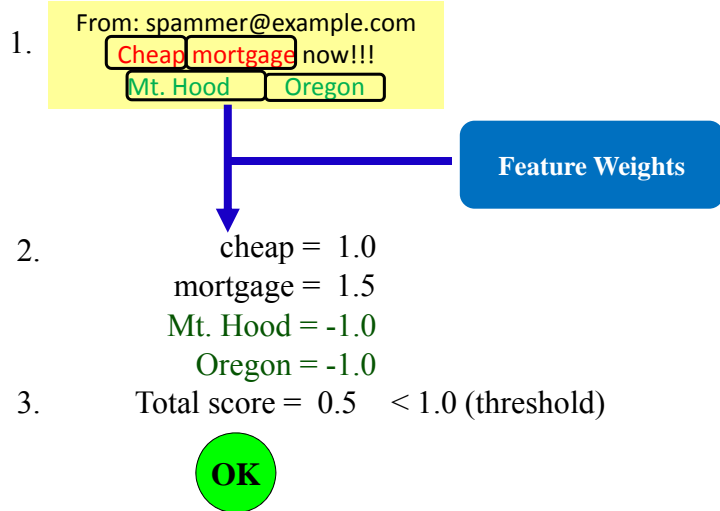 1.
From: spammer@example.com
Cheap mortgage now!!!
Mt. Hood Oregon
Feature Weights
2.
cheap = 1.0
mortgage = 1.5
Mt. Hood = -1.0
Oregon = -1.0
3. Total score = 0.5 < 1.0 (threshold)
OK